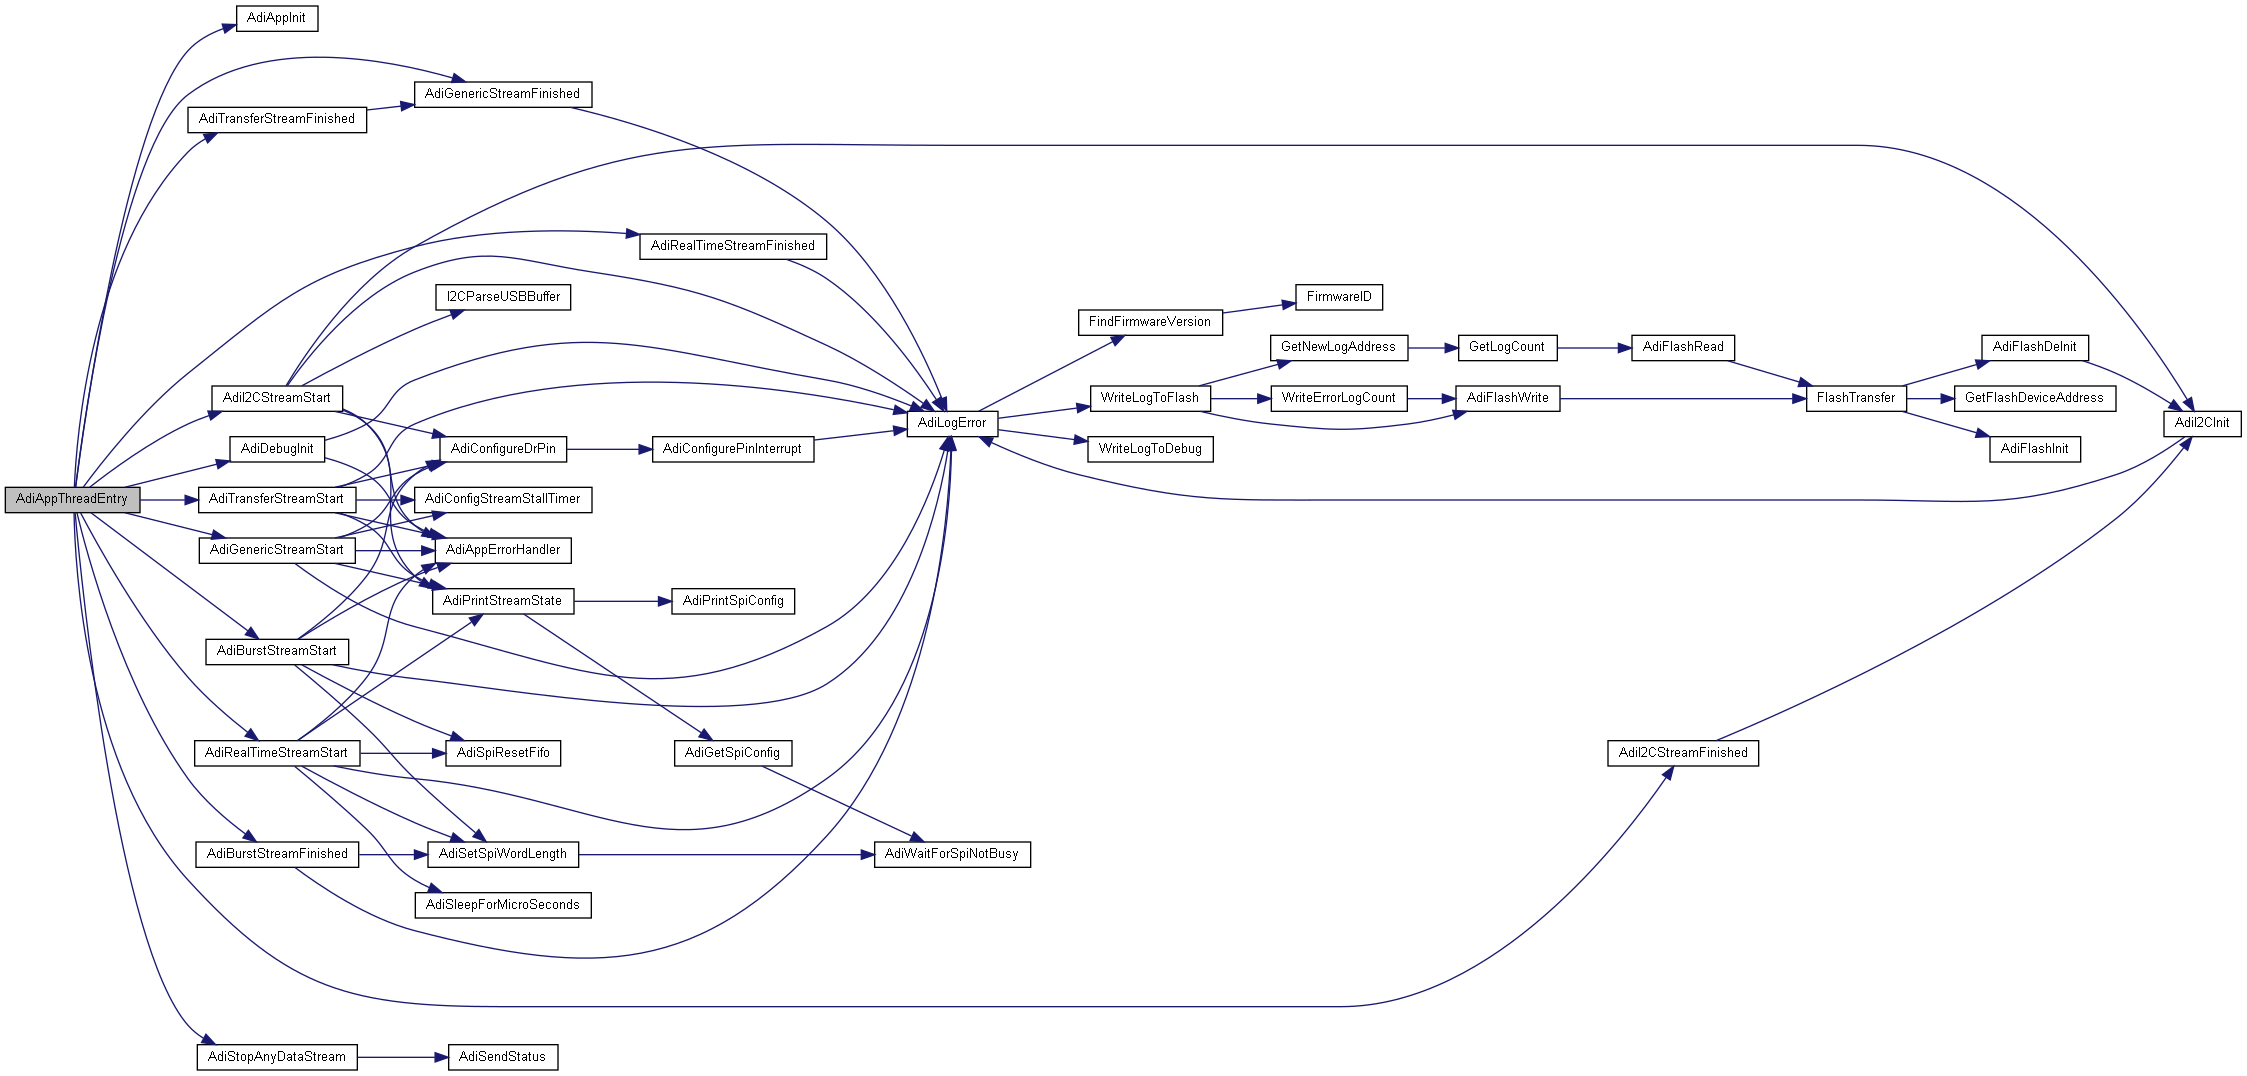 AdiAppInit
AdiGenericStreamFinished
AdiTransferStreamFinished
AdiRealTimeStreamFinished
I2CParseUSBBuffer
FirmwareID
FindFirmwareVersion
GetNewLogAddress
GetLogCount
AdiFlashRead
AdiFlashDeInit
AdiI2CStreamStart
WriteLogToFlash
WriteErrorLogCount
AdiFlashWrite
FlashTransfer
GetFlashDeviceAddress
AdiLogError
AdiI2CInit
AdiDebugInit
AdiConfigureDrPin
AdiConfigurePinInterrupt
WriteLogToDebug
AdiFlashInit
AdiAppThreadEntry
AdiTransferStreamStart
AdiConfigStreamStallTimer
AdiGenericStreamStart
AdiAppErrorHandler
AdiPrintStreamState
AdiPrintSpiConfig
AdiBurstStreamStart
AdiRealTimeStreamStart
AdiSpiResetFifo
AdiGetSpiConfig
AdiI2CStreamFinished
AdiBurstStreamFinished
AdiSetSpiWordLength
AdiWaitForSpiNotBusy
AdiSleepForMicroSeconds
AdiStopAnyDataStream
AdiSendStatus